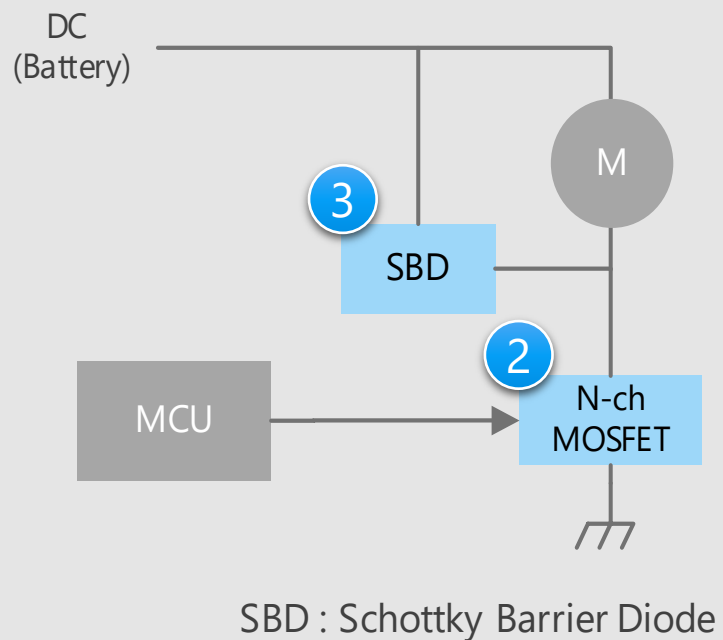 DC
(Battery)
M
3
SBD
2
N-ch
MOSFET
MCU
SBD : Schottky Barrier Diode